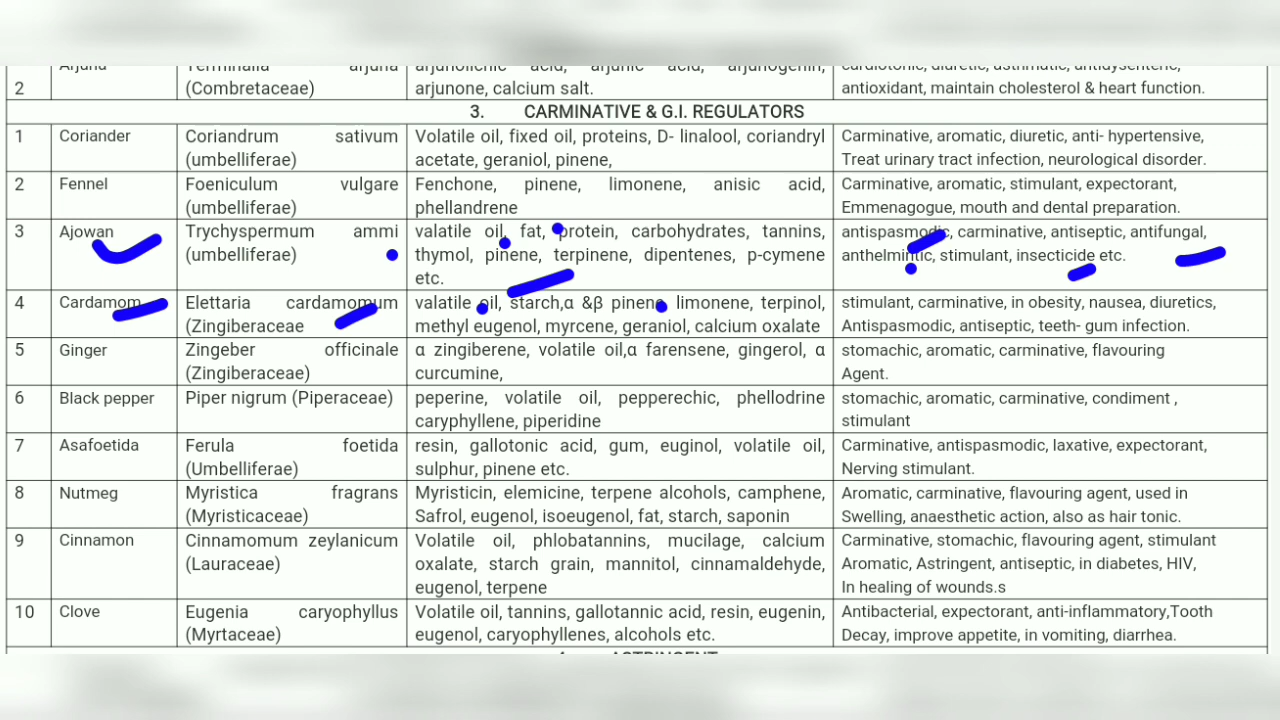 Arjuna Terminalia arjuna arjunolichic acid, arjunic acid, arjunogenin, cardiotonic, diuretic, asthmatic, antidysenteric,
2 (Combretaceae) arjunone, calcium salt. antioxidant, maintain cholesterol & heart function.
3. CARMINATIVE & G.I. REGULATORS
1 Coriander Coriandrum sativum Volatile oil, fixed oil, proteins, D- linalool, coriandryl Carminative, aromatic, diuretic, anti- hypertensive,
(umbelliferae) acetate, geraniol, pinene, Treat urinary tract infection, neurological disorder.
2 Fennel Foeniculum vulgare Fenchone, pinene, limonene, anisic acid, Carminative, aromatic, stimulant, expectorant,
(umbelliferae) phellandrene Emmenagogue, mouth and dental preparation.
3 Ajowan Trychyspermum ammi valatile oil, fat, protein, carbohydrates, tannins, antispasmodic, carminative, antiseptic, antifungal,
(umbelliferae) thymol, pinene, terpinene, dipentenes, p-cymene anthelmintic, stimulant, insecticide etc.
etc.
4 Cardamom Elettaria cardamomum valatile oil, starch,α &β pinene, limonene, terpinol, stimulant, carminative, in obesity, nausea, diuretics,
(Zingiberaceae methyl eugenol, myrcene, geraniol, calcium oxalate Antispasmodic, antiseptic, teeth- gum infection.
5 Ginger Zingeber officinale α zingiberene, volatile oil,α farensene, gingerol, α stomachic, aromatic, carminative, flavouring
(Zingiberaceae) curcumine, Agent.
6 Black pepper Piper nigrum (Piperaceae) peperine, volatile oil, pepperechic, phellodrine stomachic, aromatic, carminative, condiment ,
caryphyllene, piperidine stimulant
7 Asafoetida Ferula foetida resin, gallotonic acid, gum, euginol, volatile oil, Carminative, antispasmodic, laxative, expectorant,
(Umbelliferae) sulphur, pinene etc. Nerving stimulant.
8 Nutmeg Myristica fragrans Myristicin, elemicine, terpene alcohols, camphene, Aromatic, carminative, flavouring agent, used in
(Myristicaceae) Safrol, eugenol, isoeugenol, fat, starch, saponin Swelling, anaesthetic action, also as hair tonic.
9 Cinnamon Cinnamomum zeylanicum Volatile oil, phlobatannins, mucilage, calcium Carminative, stomachic, flavouring agent, stimulant
(Lauraceae) oxalate, starch grain, mannitol, cinnamaldehyde, Aromatic, Astringent, antiseptic, in diabetes, HIV,
eugenol, terpene In healing of wounds.s
10 Clove Eugenia caryophyllus Volatile oil, tannins, gallotannic acid, resin, eugenin, Antibacterial, expectorant, anti-inflammatory,Tooth
(Myrtaceae) eugenol, caryophyllenes, alcohols etc. Decay, improve appetite, in vomiting, diarrhea.
ASTRINGENT